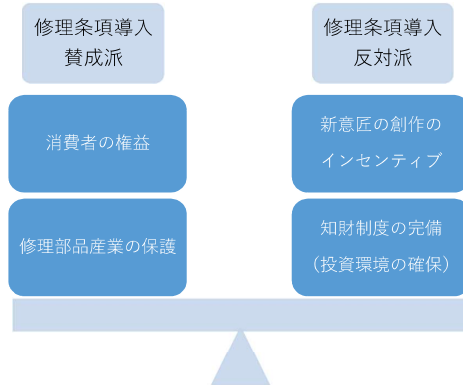 修理条項導入
賛成派
消費者の権益
修理部品産業の保護
修理条項導入
反対派
新意匠の創作の
インセンティブ
知財制度の完備
（投資環境の確保）